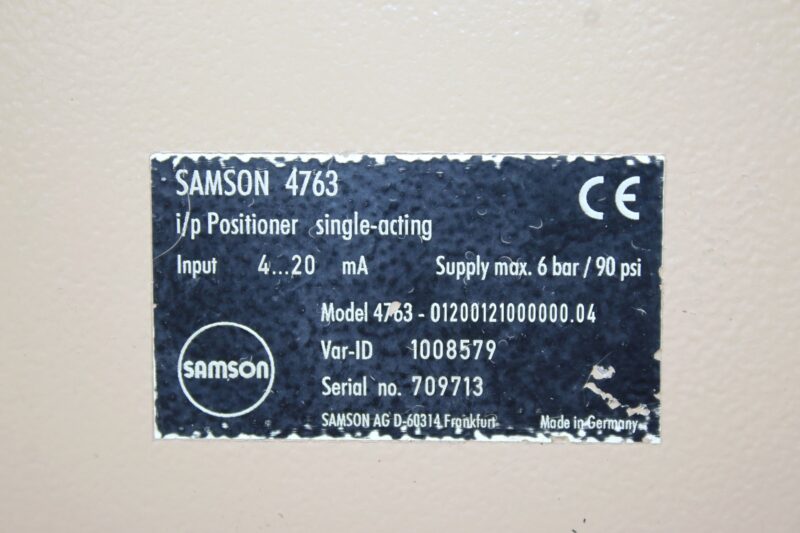 SAMSON 4763
CE
i/p Positioner single-acting
Input 4...20 mA Supply max. 6 bar / 90 psi
Model 4763 - 01200121000000.04
Var-ID 1008579
SAMSON
Serial no. 709713
SAMSON AG D-60314 Frankfurt Made in Germany